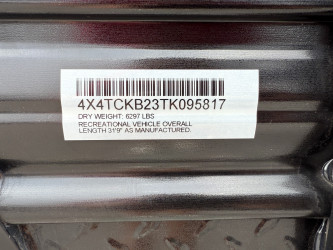 4X4TCKB23TK095817
DRY WEIGHT: 6297 LBS
RECREATIONAL VEHICLE OVERALL
LENGTH 31'9" AS MANUFACTURED.